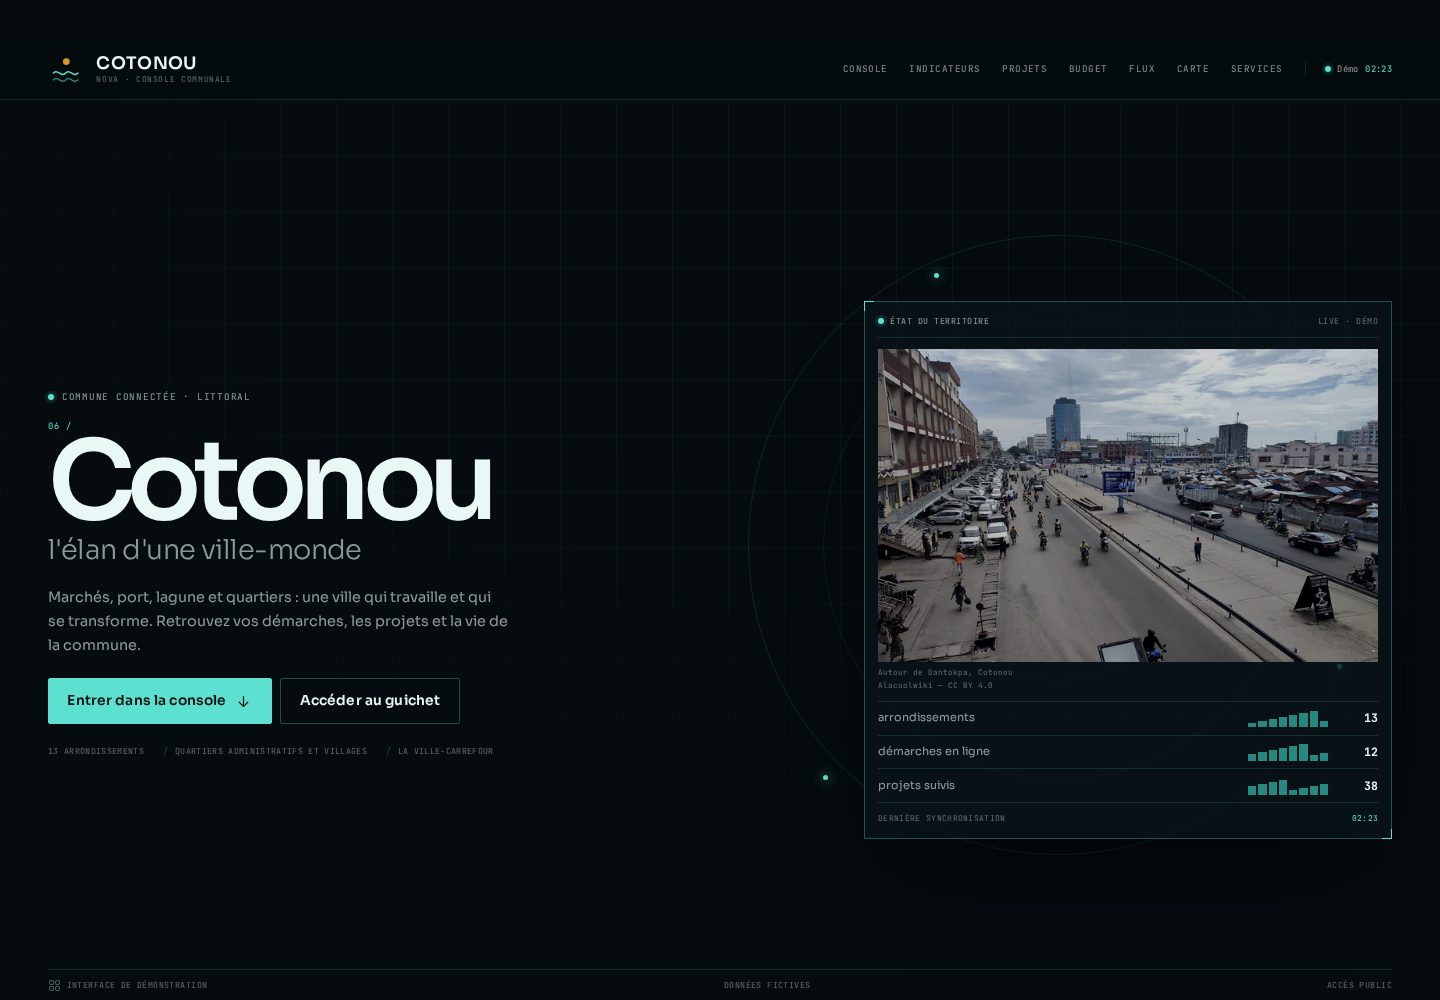 COTONOU
NOVA · CONSOLE COMMUNALE
CONSOLE INDICATEURS PROJETS BUDGET FLUX CARTE SERVICES Démo 02:23
COMMUNE CONNECTÉE · LITTORAL
06 /
Cotonou
l'élan d'une ville-monde
Marchés, port, lagune et quartiers : une ville qui travaille et qui
se transforme. Retrouvez vos démarches, les projets et la vie de
la commune.
Entrer dans la console ↓
Accéder au guichet
13 ARRONDISSEMENTS / QUARTIERS ADMINISTRATIFS ET VILLAGES / LA VILLE-CARREFOUR
ÉTAT DU TERRITOIRE LIVE · DÉMO
Autour de Dantokpa, Cotonou
Alacoolwiki — CC BY 4.0
arrondissements 13
démarches en ligne 12
projets suivis 38
DERNIÈRE SYNCHRONISATION 02:23
INTERFACE DE DÉMONSTRATION DONNÉES FICTIVES ACCÈS PUBLIC